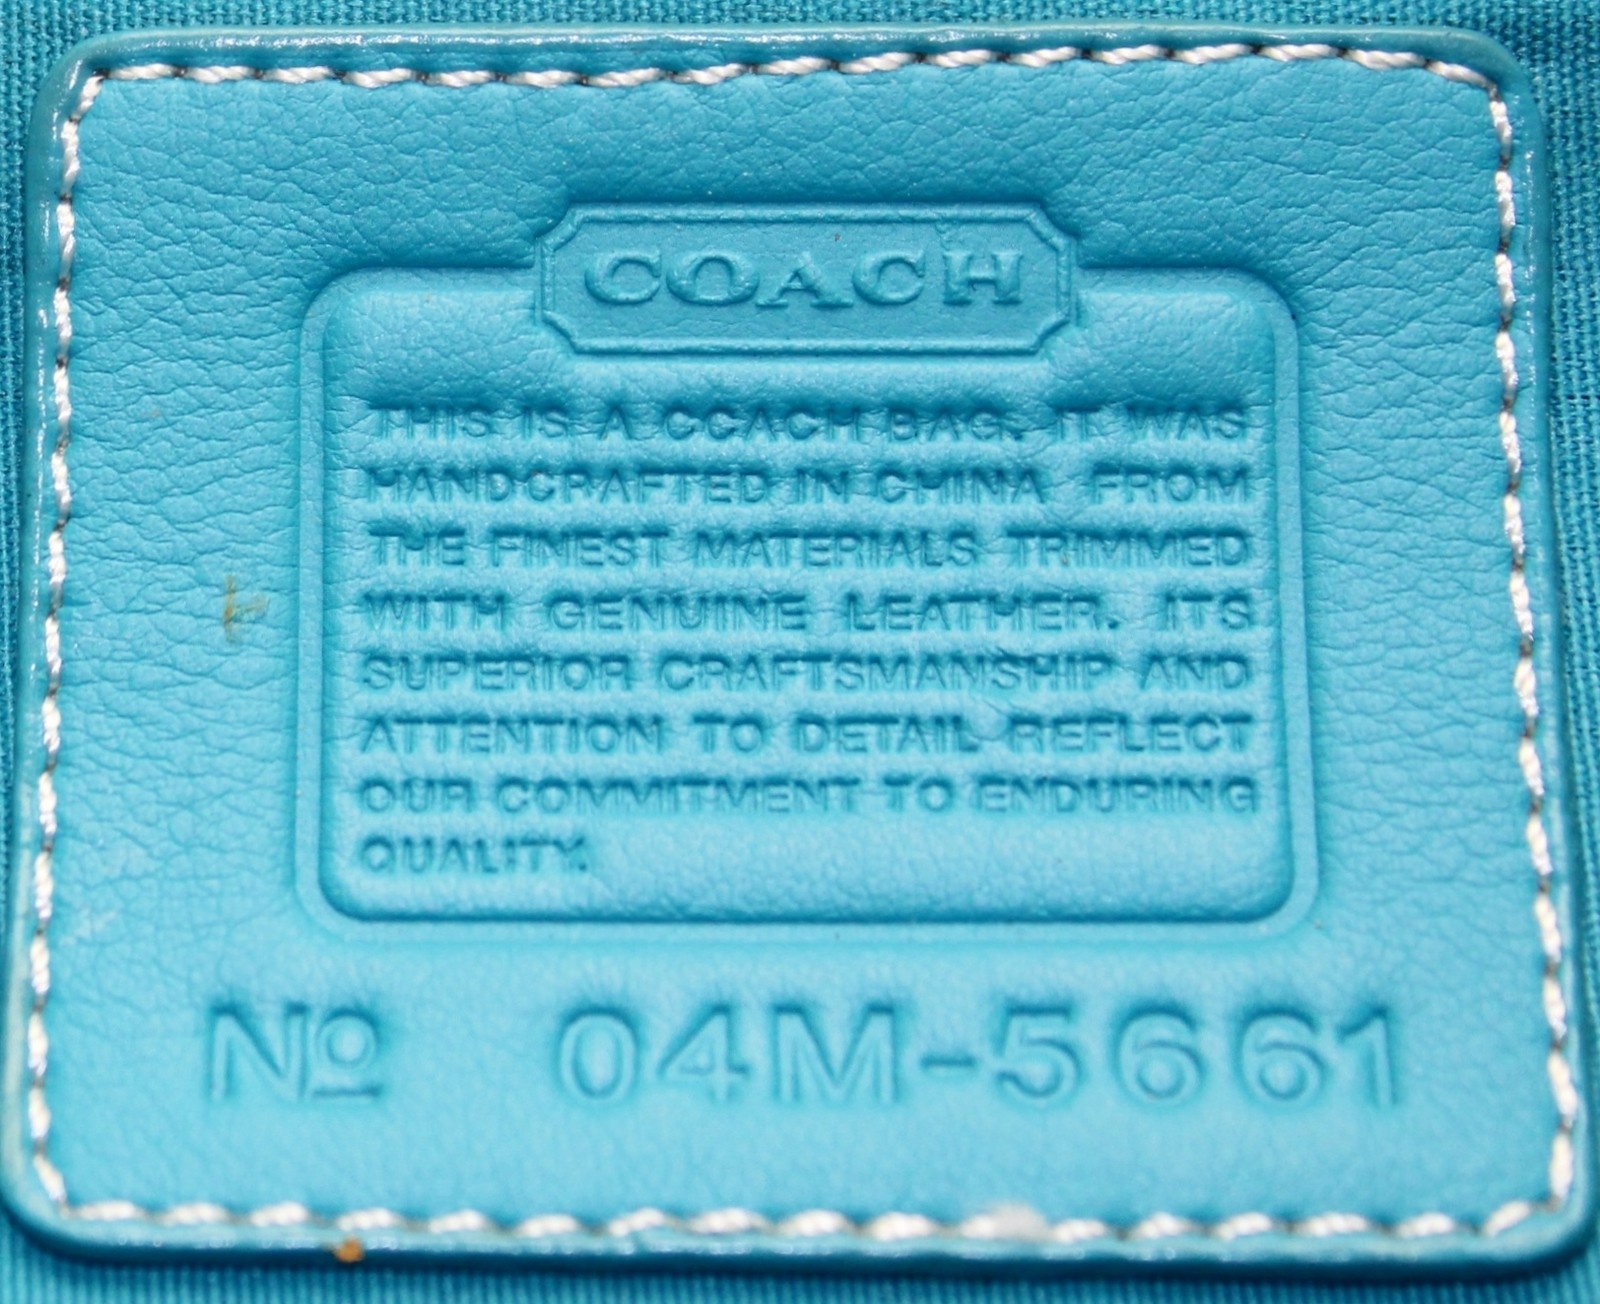 COACH
THIS IS A COACH BAG. IT WAS
HANDCRAFTED IN CHINA FROM
THE FINEST MATERIALS TRIMMED
WITH GENUINE LEATHER. ITS
SUPERIOR CRAFTSMANSHIP AND
ATTENTION TO DETAIL REFLECT
OUR COMMITMENT TO ENDURING
QUALITY.
Nº 04M-5661